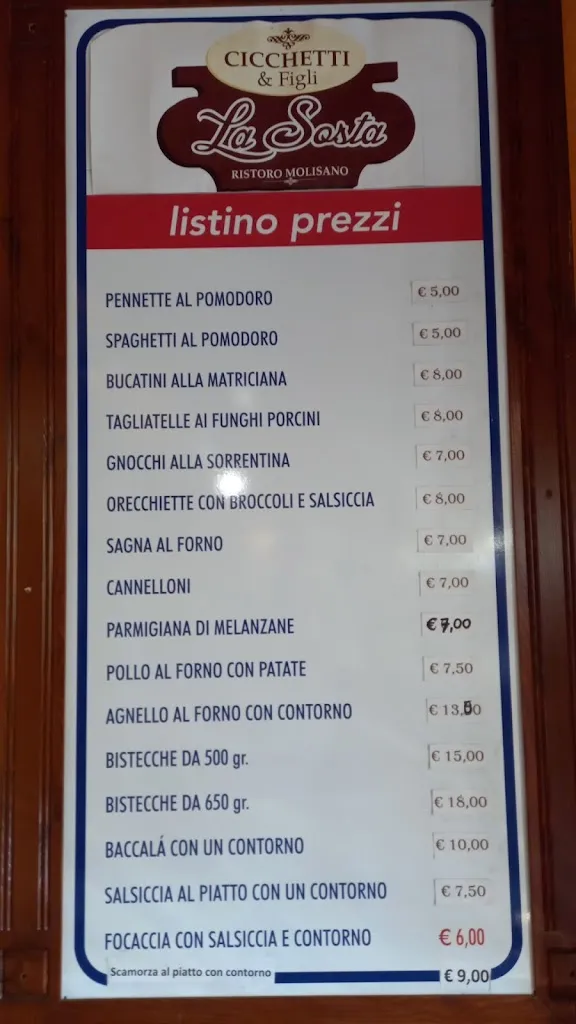 CICCHETTI
& Figli
La Sosta
RISTORO MOLISANO
listino prezzi
PENNETTE AL POMODORO € 5,00
SPAGHETTI AL POMODORO € 5,00
BUCATINI ALLA MATRICIANA € 8,00
TAGLIATELLE AI FUNGHI PORCINI € 8,00
GNOCCHI ALLA SORRENTINA € 7,00
ORECCHIETTE CON BROCCOLI E SALSICCIA € 8,00
SAGNA AL FORNO € 7,00
CANNELLONI € 7,00
PARMIGIANA DI MELANZANE € 7,00
POLLO AL FORNO CON PATATE € 7,50
AGNELLO AL FORNO CON CONTORNO € 13,50
BISTECCHE DA 500 gr. € 15,00
BISTECCHE DA 650 gr. € 18,00
BACCALÁ CON UN CONTORNO € 10,00
SALSICCIA AL PIATTO CON UN CONTORNO € 7,50
FOCACCIA CON SALSICCIA E CONTORNO € 6,00
Scamorza al piatto con contorno € 9,00